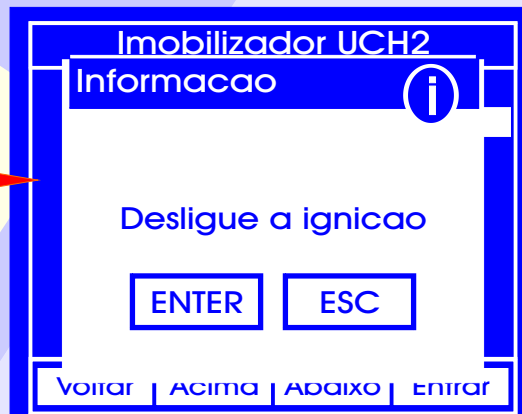 Imobilizador UCH2
Informacao
i
Desligue a ignicao
ENTER ESC
Voltar Acima Abaixo Entrar